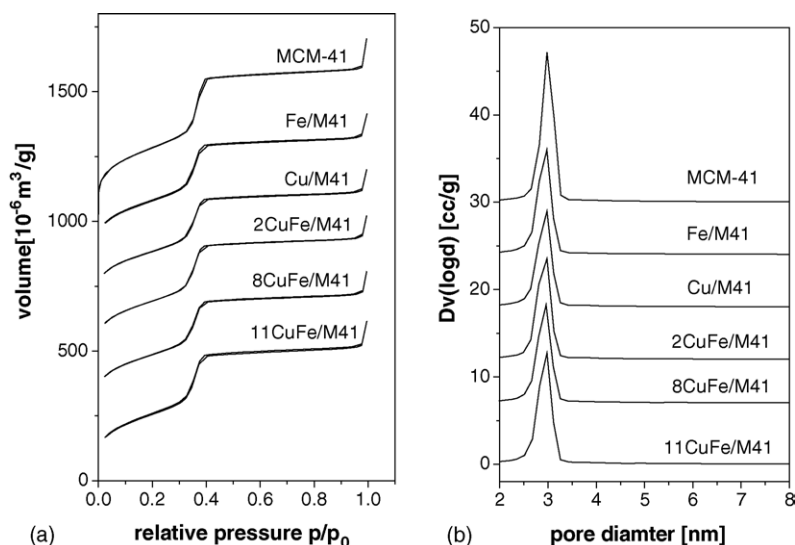 MCM-41
Fe/M41
Cu/M41
2CuFe/M41
8CuFe/M41
11CuFe/M41
1500
1000
500
0
volume[10⁻⁶m³/g]
0.0 0.2 0.4 0.6 0.8 1.0
(a) relative pressure p/p₀
50
40
30
20
10
0
Dv(logd) [cc/g]
MCM-41
Fe/M41
Cu/M41
2CuFe/M41
8CuFe/M41
11CuFe/M41
2 3 4 5 6 7 8
(b) pore diamter [nm]